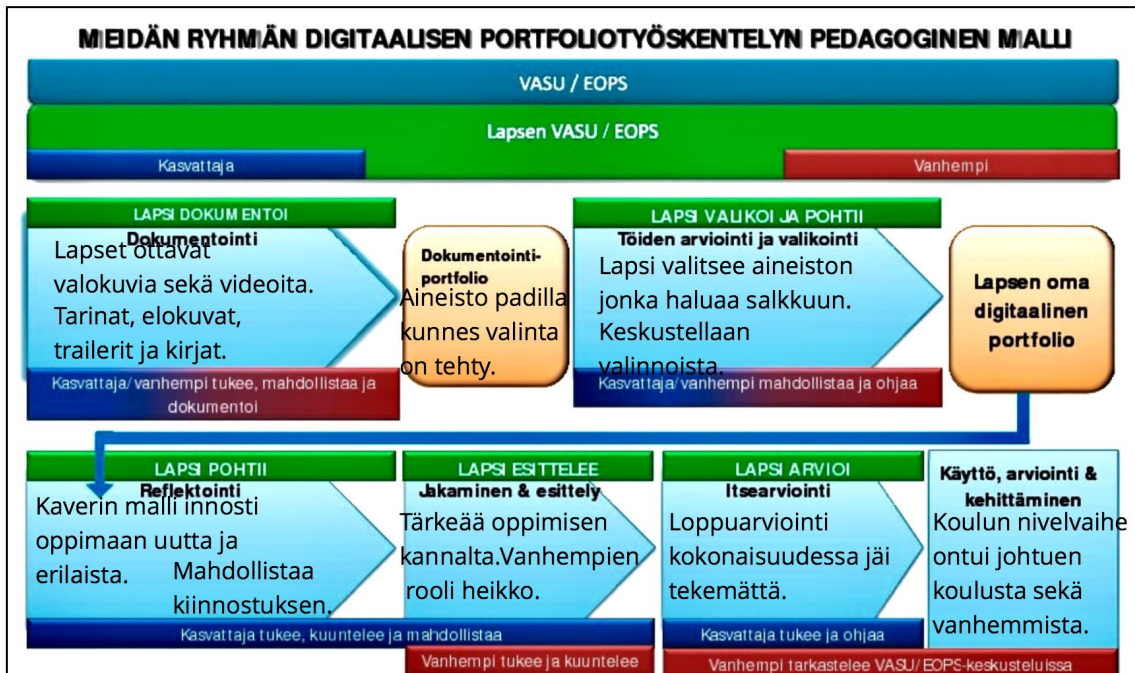 MEIDÄN RYHMÄN DIGITAALISEN PORTFOLIOTYÖSKENTELYN PEDAGOGINEN MALLI
VASU / EOPS
Lapsen VASU / EOPS
Kasvattaja
Vanhempi
LAPSI DOKUMENTOI
Dokumentointi
Lapset ottavat
valokuvia sekä videoita.
Tarinat, elokuvat,
trailerit ja kirjat.
Kasvattaja/vanhempi tukee, mahdollistaa ja
dokumentoi
Dokumentointi-
portfolio
Aineisto padilla
kunnes valinta
on tehty.
LAPSI VALIKOI JA POHTII
Töiden arviointi ja valikointi
Lapsi valitsee aineiston
jonka haluaa salkkuun.
Keskustellaan
valinnoista.
Kasvattaja/vanhempi mahdollistaa ja ohjaa
Lapsen oma
digitaalinen
portfolio
LAPSI POHTII
Reflektointi
Kaverin malli innosti
oppimaan uutta ja
erilaista.
Mahdollistaa
kiinnostuksen.
LAPSI ESITTELEE
Jakaminen & esittely
Tärkeää oppimisen
kannalta.Vanhempien
rooli heikko.
Kasvattaja tukee, kuuntelee ja mahdollistaa
Vanhempi tukee ja kuuntelee
LAPSI ARVIOI
Itsearviointi
Loppuarviointi
kokonaisuudessa jäi
tekemättä.
Kasvattaja tukee ja ohjaa
Käyttö, arviointi &
kehittäminen
Koulun nivelvaihe
ontui johtuen
koulusta sekä
vanhemmista.
Vanhempi tarkastelee VASU/EOPS-keskusteluissa